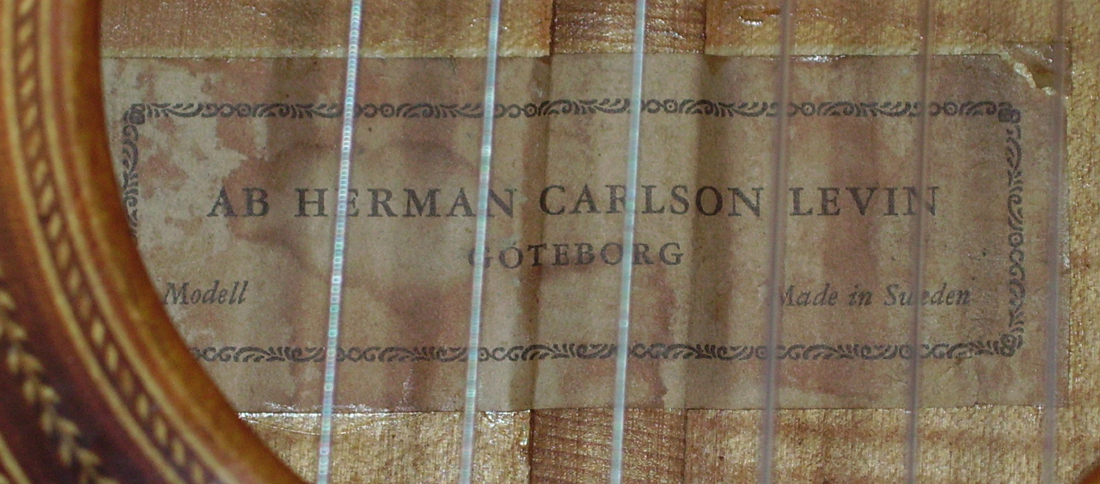 AB HERMAN CARLSON LEVIN
GÖTEBORG
Modell
Made in Sweden